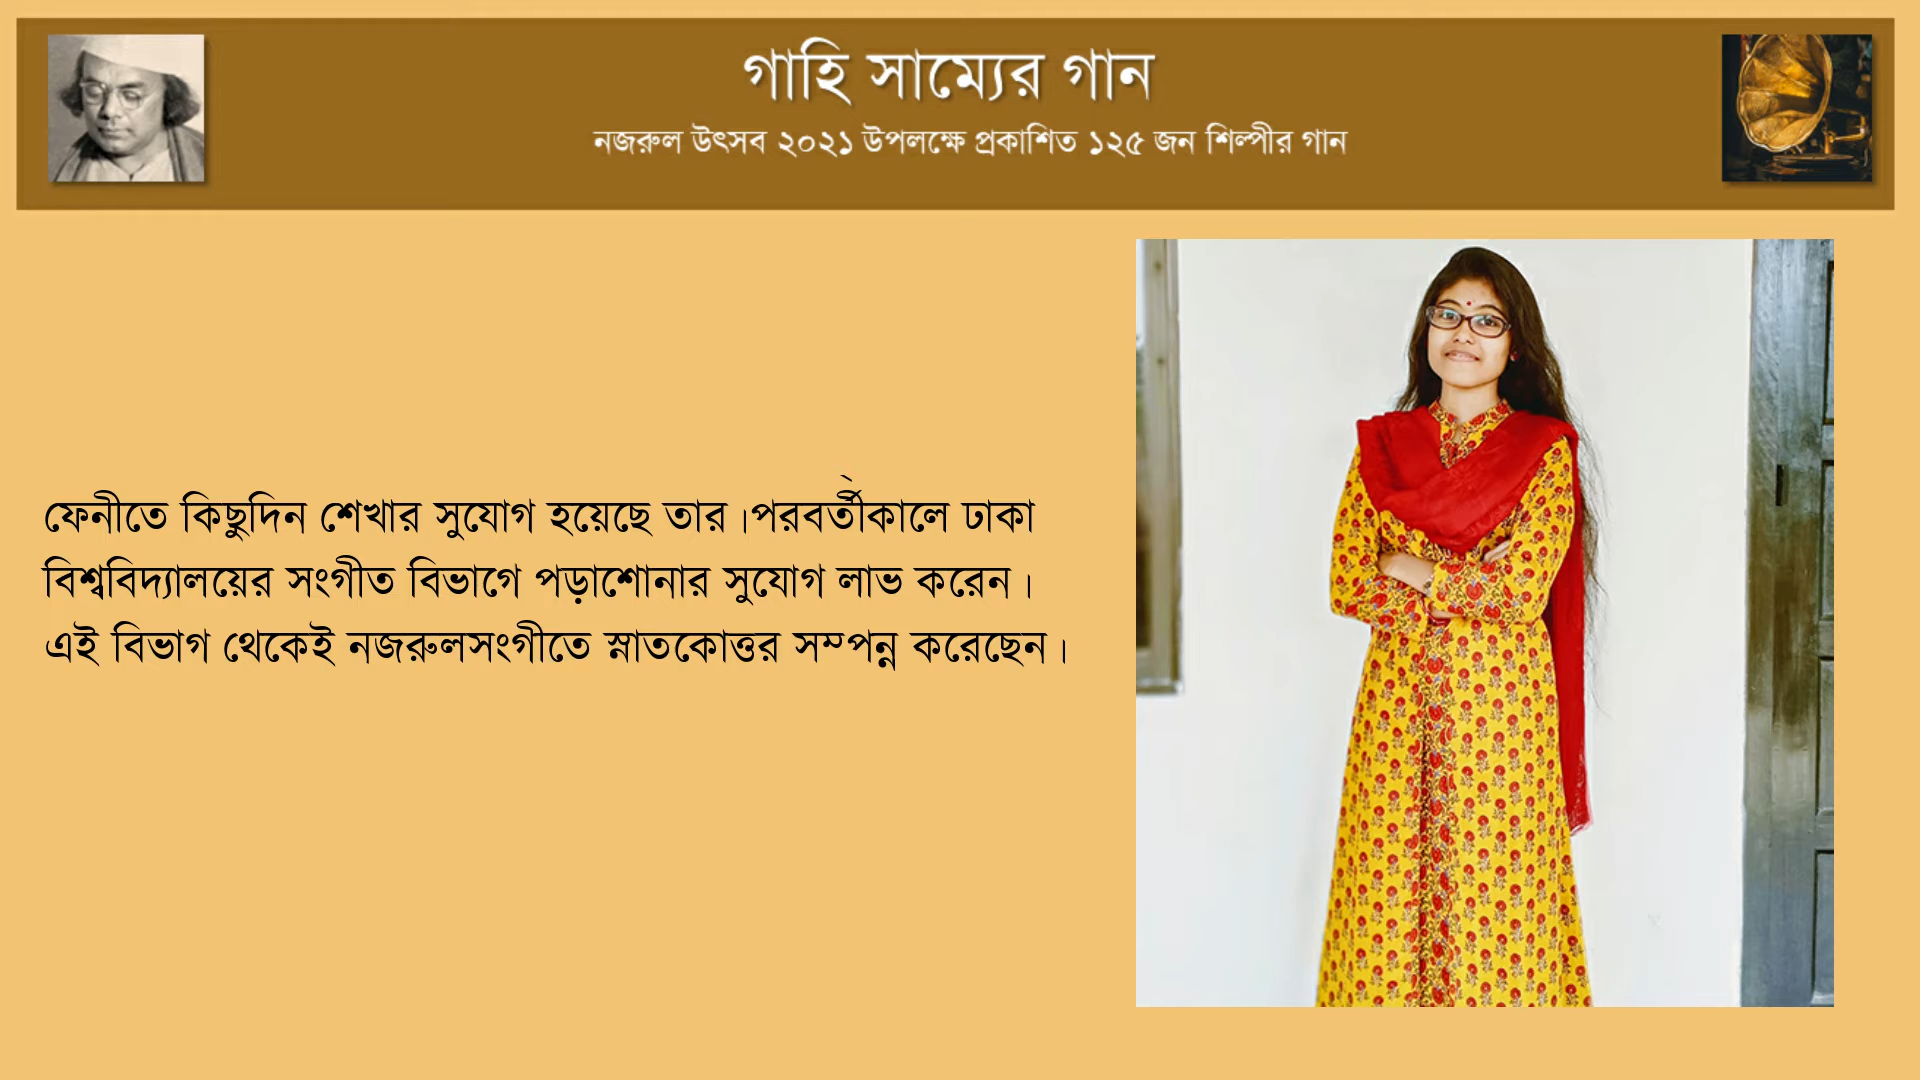 গাহি সাম্যের গান
নজরুল উৎসব ২০২১ উপলক্ষে প্রকাশিত ১২৫ জন শিল্পীর গান
ফেনীতে কিছুদিন শেখার সুযোগ হয়েছে তার।পরবর্তীকালে ঢাকা
বিশ্ববিদ্যালয়ের সংগীত বিভাগে পড়াশোনার সুযোগ লাভ করেন।
এই বিভাগ থেকেই নজরুলসংগীতে স্নাতকোত্তর সম্পন্ন করেছেন।